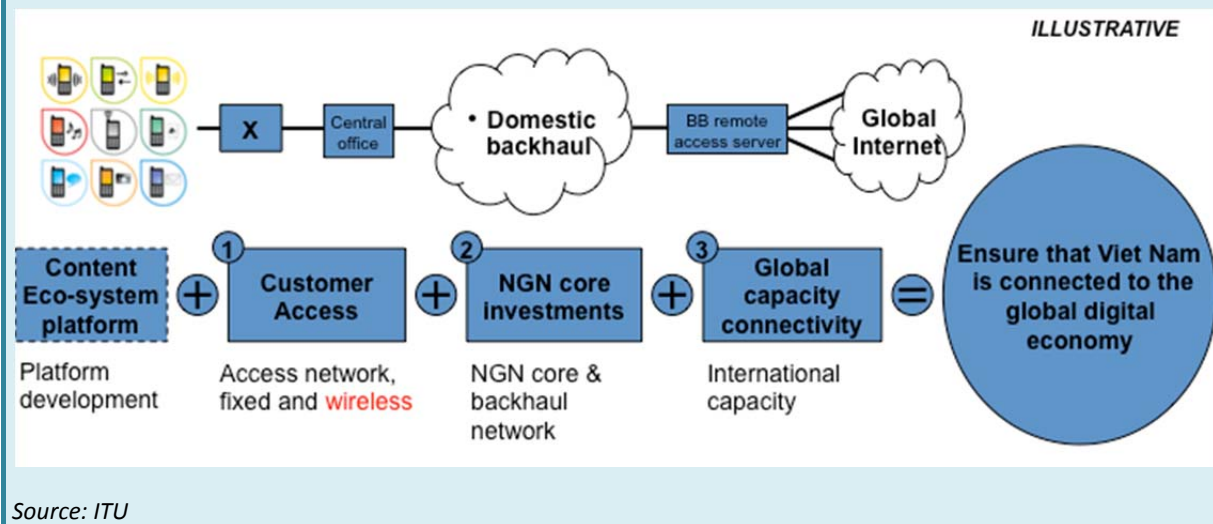 ILLUSTRATIVE
X
Central
office
• Domestic
backhaul
BB remote
access server
Global
Internet
Content
Eco-system
platform
+
1
Customer
Access
+
2
NGN core
investments
+
3
Global
capacity
connectivity
=
Ensure that Viet Nam
is connected to the
global digital
economy
Platform
development
Access network,
fixed and wireless
NGN core &
backhaul
network
International
capacity
Source: ITU